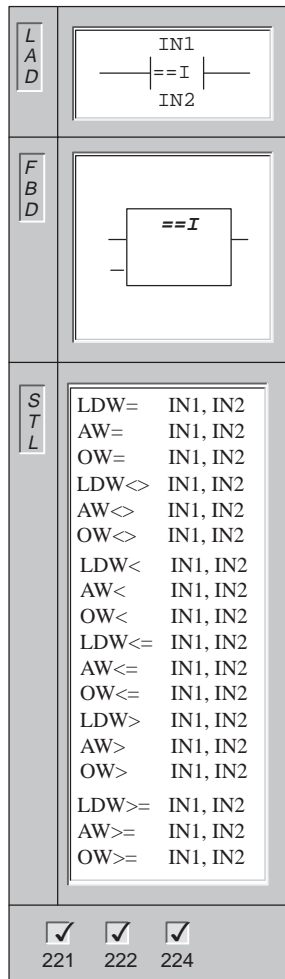 LAD
IN1
==I
IN2
FBD
==I
STL
LDW= IN1, IN2
AW= IN1, IN2
OW= IN1, IN2
LDW<> IN1, IN2
AW<> IN1, IN2
OW<> IN1, IN2
LDW< IN1, IN2
AW< IN1, IN2
OW< IN1, IN2
LDW<= IN1, IN2
AW<= IN1, IN2
OW<= IN1, IN2
LDW> IN1, IN2
AW> IN1, IN2
OW> IN1, IN2
LDW>= IN1, IN2
AW>= IN1, IN2
OW>= IN1, IN2
221 222 224